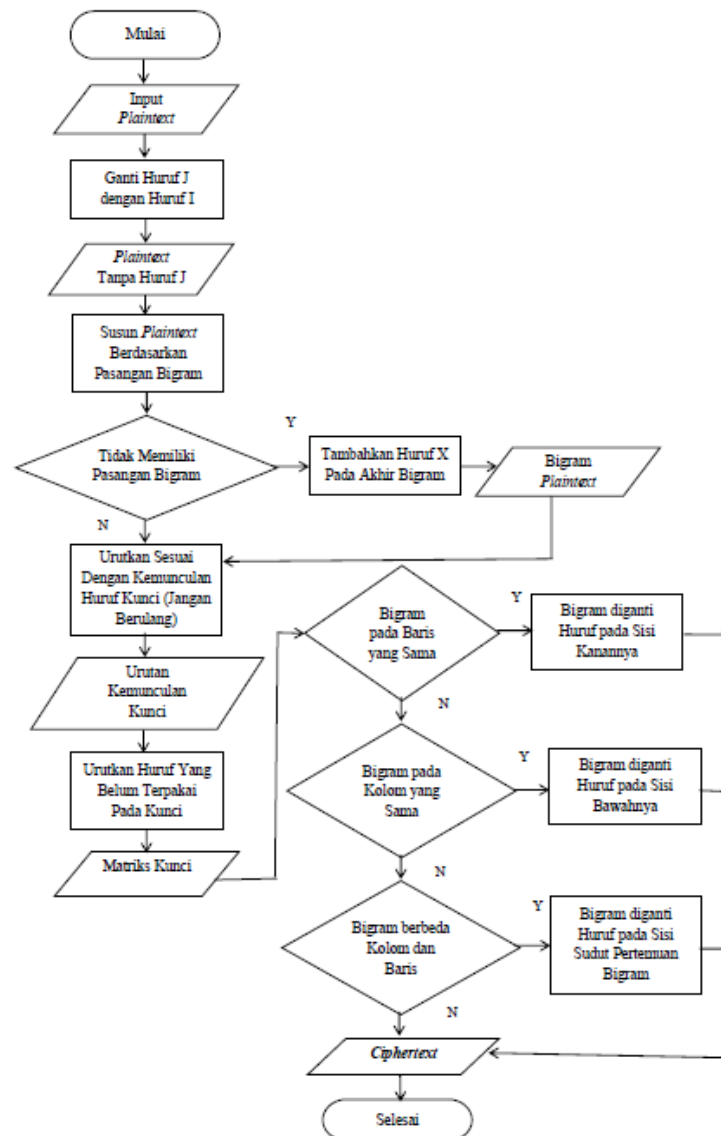 Mulai
Input
Plaintext
Ganti Huruf J
dengan Huruf I
Plaintext
Tanpa Huruf J
Susun Plaintext
Berdasarkan
Pasangan Bigram
Tidak Memiliki
Pasangan Bigram
Y
Tambahkan Huruf X
Pada Akhir Bigram
Bigram
Plaintext
N
Urutkan Sesuai
Dengan Kemunculan
Huruf Kunci (Jangan
Berulang)
Urutan
Kemunculan
Kunci
Urutkan Huruf Yang
Belum Terpakai
Pada Kunci
Matriks Kunci
Bigram
pada Baris
yang Sama
Y
Bigram diganti
Huruf pada Sisi
Kanannya
N
Bigram pada
Kolom yang
Sama
Y
Bigram diganti
Huruf pada Sisi
Bawahnya
N
Bigram berbeda
Kolom dan
Baris
Y
Bigram diganti
Huruf pada Sisi
Sudut Pertemuan
Bigram
N
Ciphertext
Selesai